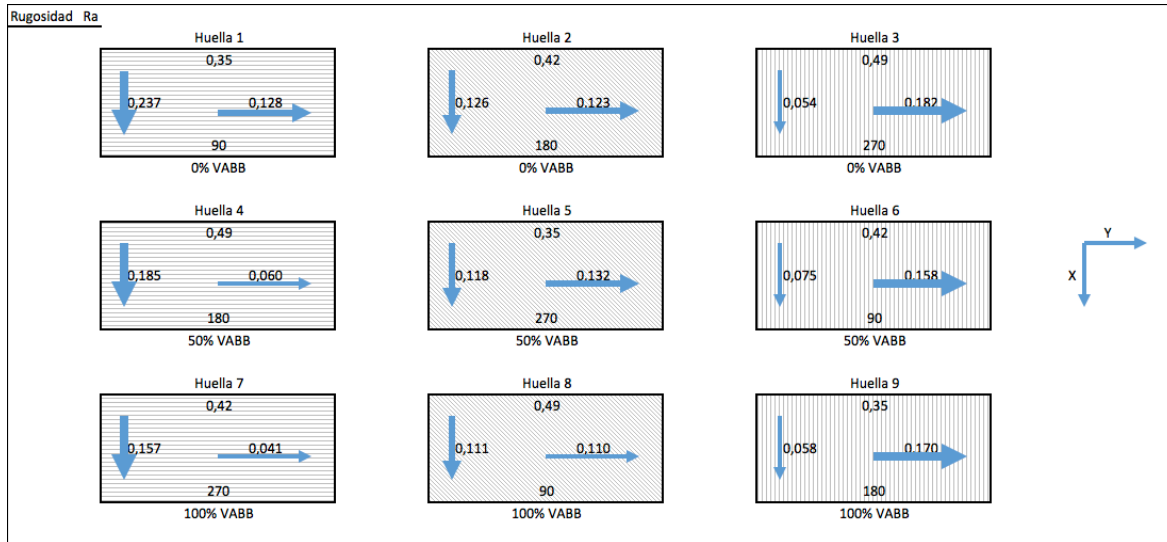 Rugosidad Ra
Huella 1 Huella 2 Huella 3
0,35 0,42 0,49
0,237 0,128 0,126 0,123 0,054 0,182
90 180 270
0% VABB 0% VABB 0% VABB
Huella 4 Huella 5 Huella 6
0,49 0,35 0,42
Y
0,185 0,060 0,118 0,132 0,075 0,158 X
180 270 90
50% VABB 50% VABB 50% VABB
Huella 7 Huella 8 Huella 9
0,42 0,49 0,35
0,157 0,041 0,111 0,110 0,058 0,170
270 90 180
100% VABB 100% VABB 100% VABB